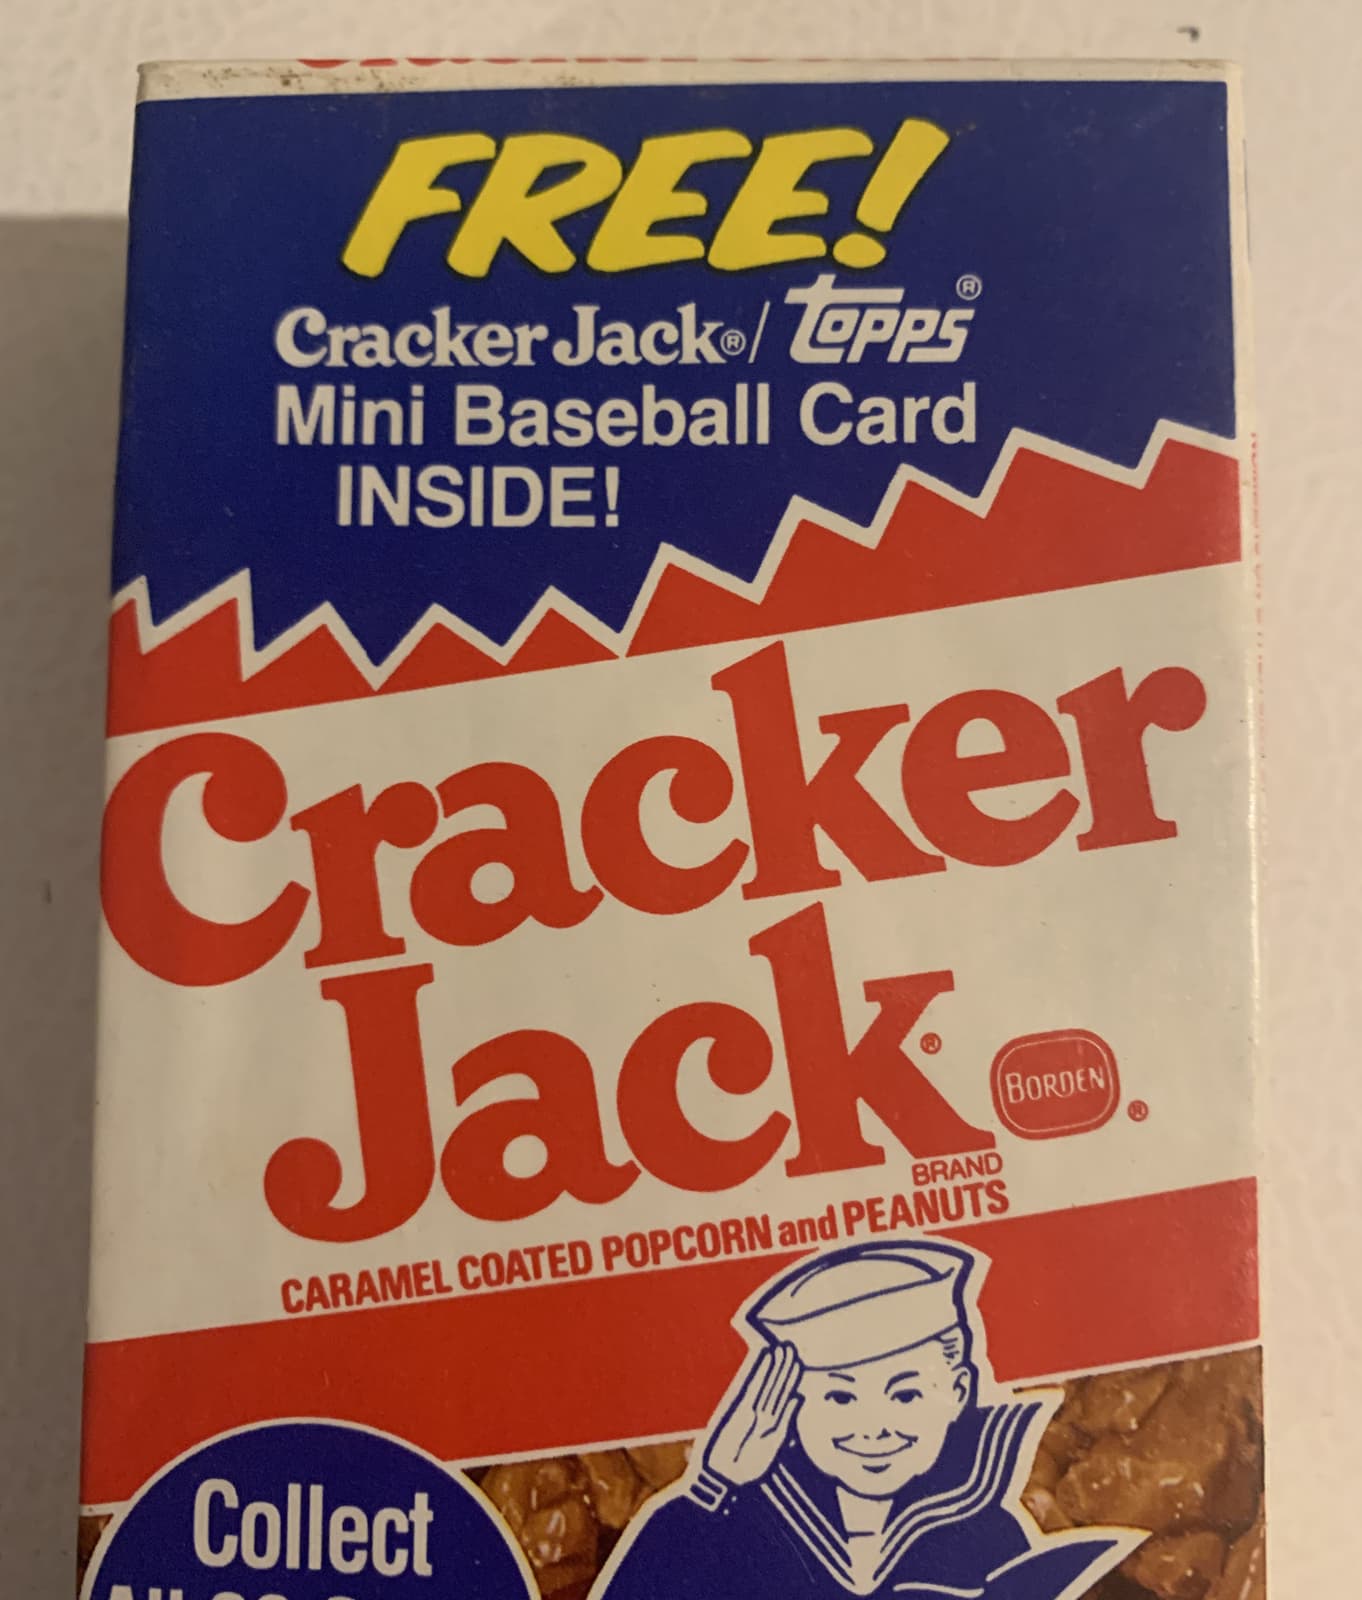 FREE!
Cracker Jack®/ TOPPS®
Mini Baseball Card
INSIDE!
Cracker
Jack®
BORDEN ®
BRAND
CARAMEL COATED POPCORN and PEANUTS
Collect